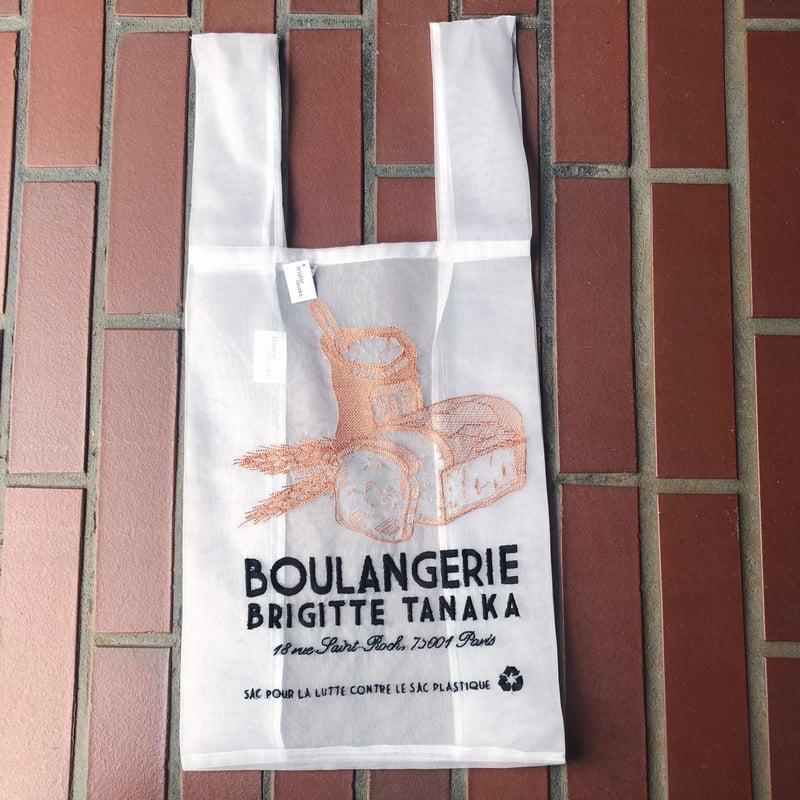 BOULANGERIE
BRIGITTE TANAKA
18 rue Saint-Roch, 75001 Paris
SAC POUR LA LUTTE CONTRE LE SAC PLASTIQUE